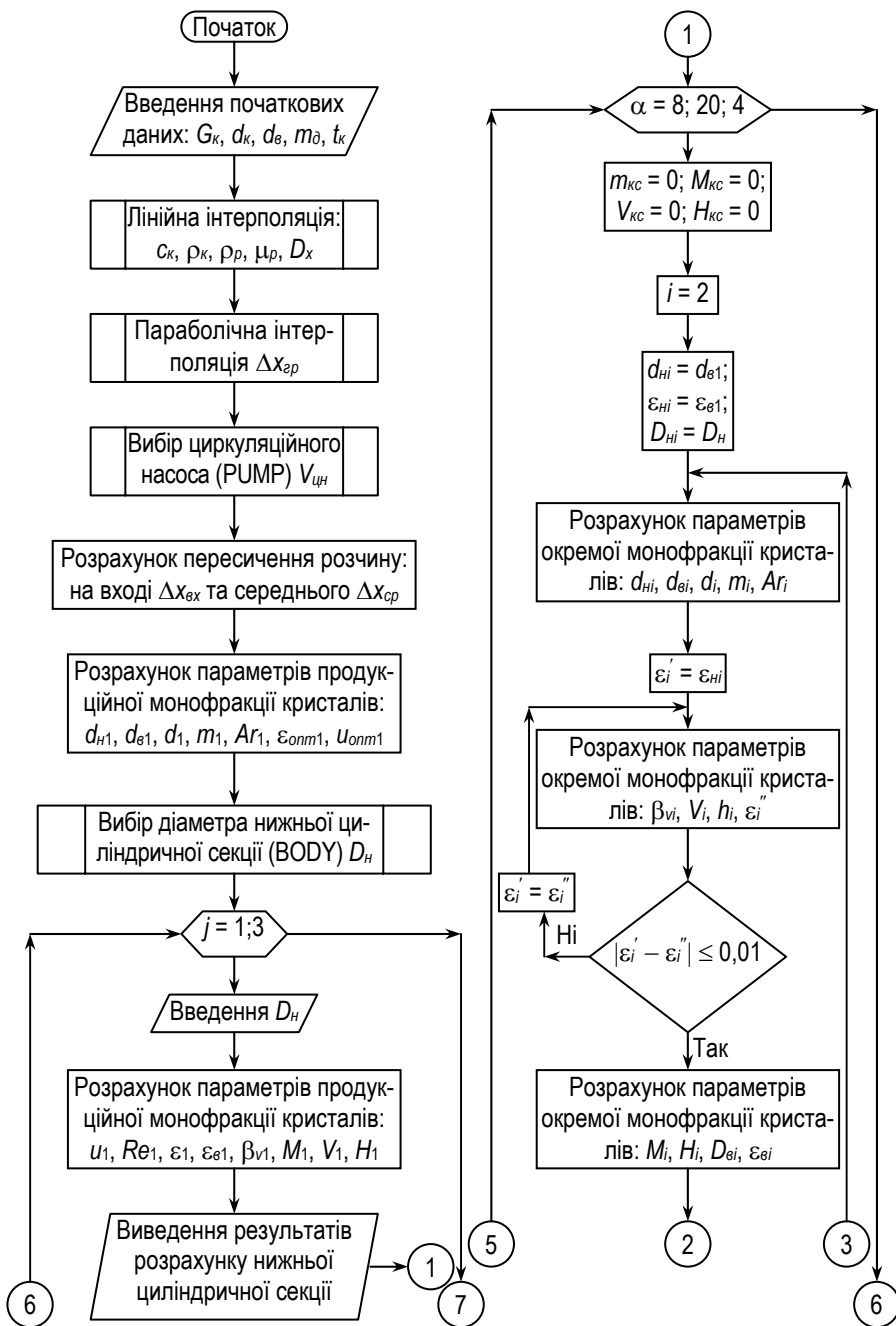 Початок
Введення початкових
даних: Gк, dк, dв, mд, tк
Лінійна інтерполяція:
cк, ρк, ρр, μр, Dx
Параболічна інтер-
поляція Δxгр
Вибір циркуляційного
насоса (PUMP) Vцн
Розрахунок пересичення розчину:
на вході Δxвх та середнього Δxср
Розрахунок параметрів продук-
ційної монофракції кристалів:
dн1, dв1, d1, m1, Ar1, εопт1, uопт1
Вибір діаметра нижньої ци-
ліндричної секції (BODY) Dн
j = 1;3
Введення Dн
Розрахунок параметрів продук-
ційної монофракції кристалів:
u1, Re1, ε1, εв1, βv1, M1, V1, H1
Виведення результатів
розрахунку нижньої
циліндричної секції
6
1
7
1
α = 8; 20; 4
mкс = 0; Mкс = 0;
Vкс = 0; Hкс = 0
i = 2
dнi = dв1;
εнi = εв1;
Dнi = Dн
Розрахунок параметрів
окремої монофракції криста-
лів: dнi, dвi, di, mi, Ari
εi′ = εнi
Розрахунок параметрів
окремої монофракції криста-
лів: βvi, Vi, hi, εi″
εi′ = εi″
Ні
|εi′ − εi″| ≤ 0,01
Так
Розрахунок параметрів
окремої монофракції криста-
лів: Mi, Hi, Dвi, εвi
5
2
3
6